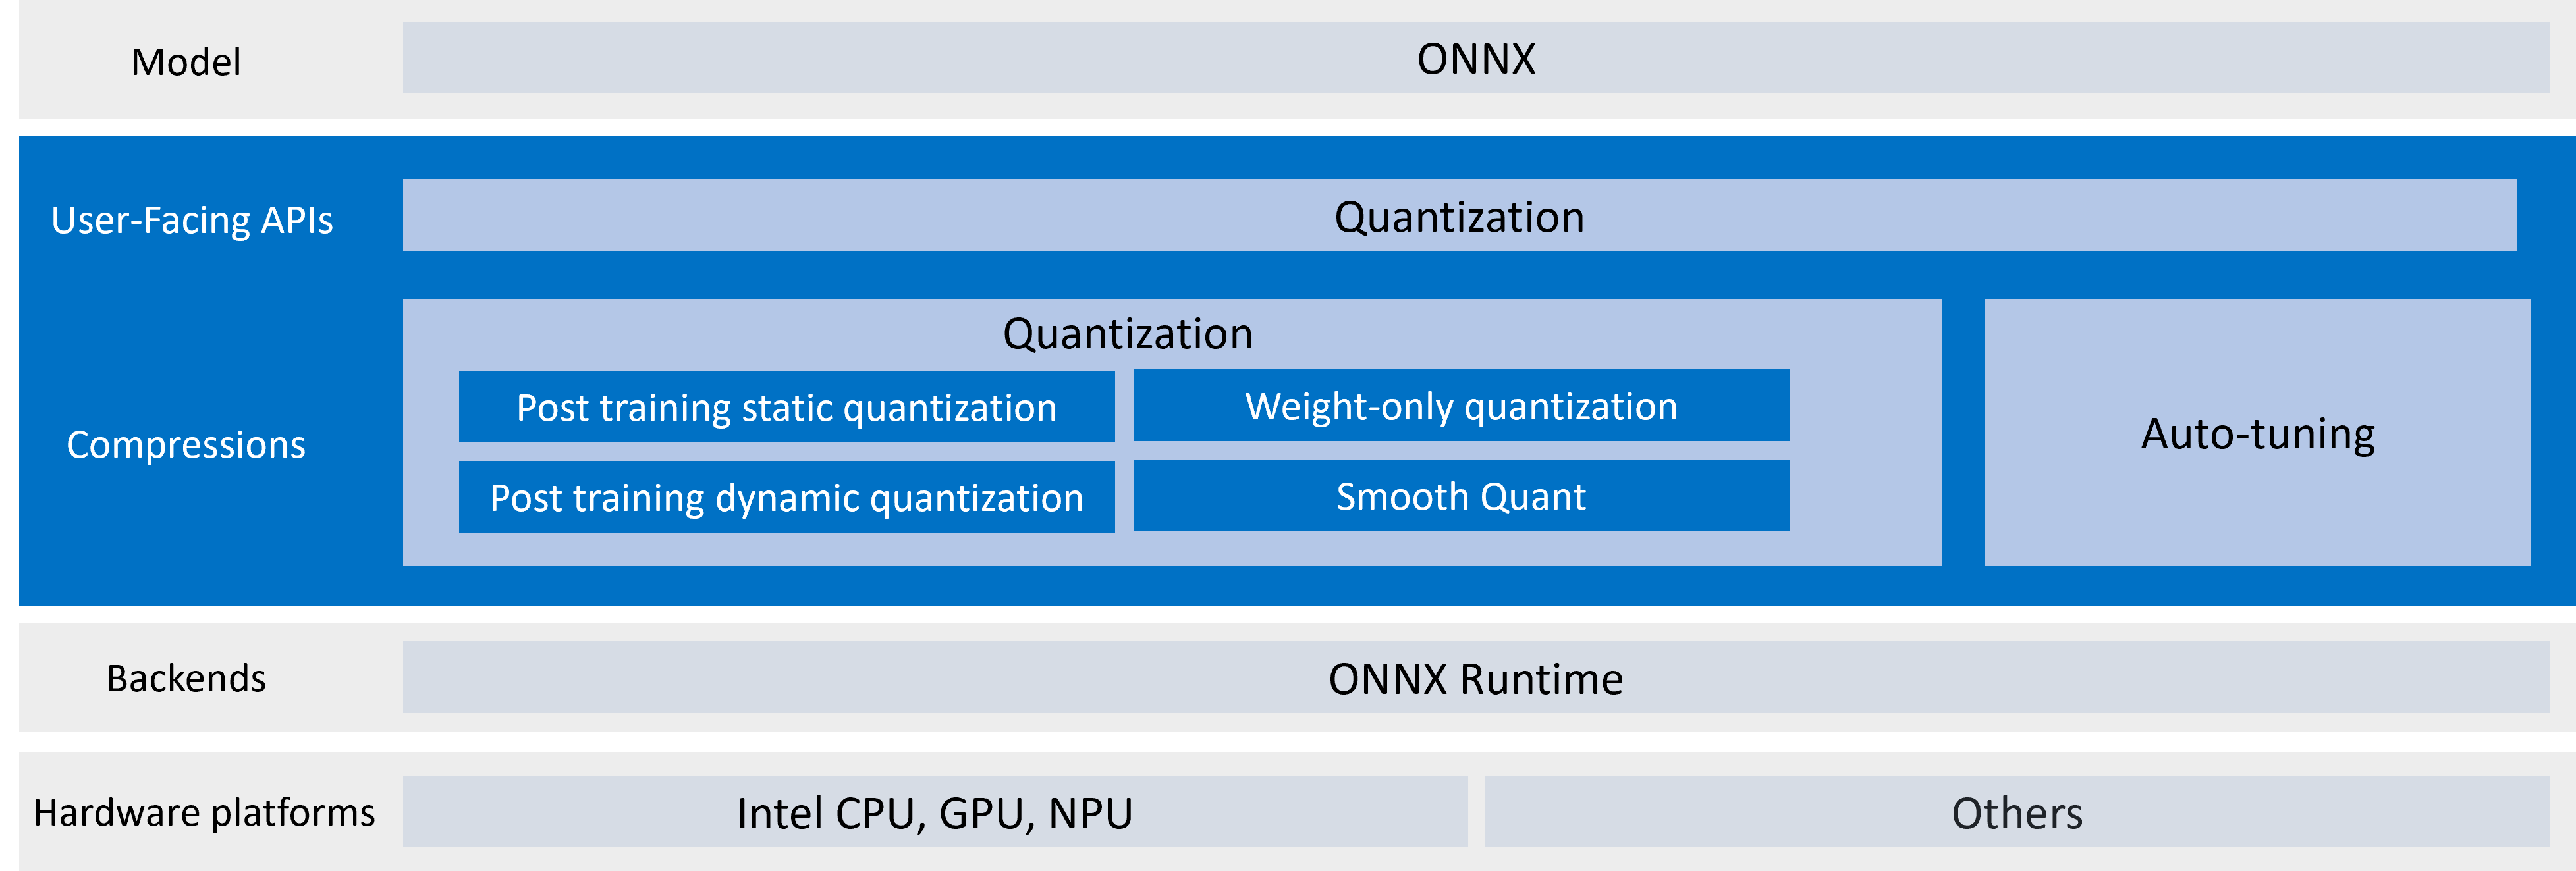 Model
ONNX
User-Facing APIs
Quantization
Compressions
Quantization
Post training static quantization
Weight-only quantization
Post training dynamic quantization
Smooth Quant
Auto-tuning
Backends
ONNX Runtime
Hardware platforms
Intel CPU, GPU, NPU
Others